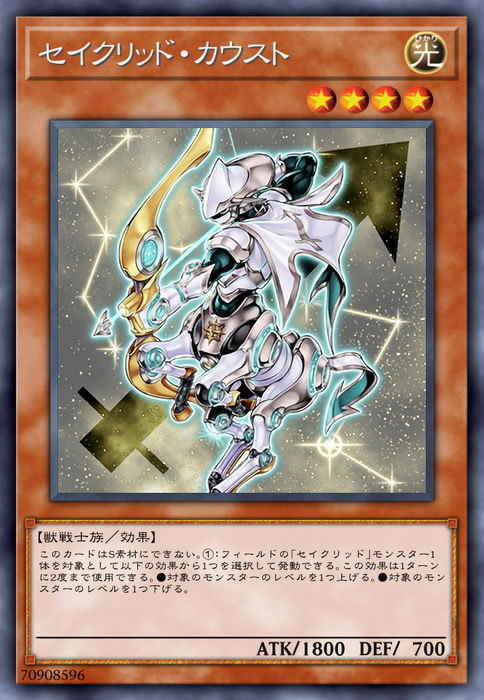 セイクリッド・カウスト
ひかり
光
【獣戦士族／効果】
このカードはS素材にできない。①：フィールドの「セイクリッド」モンスター1
体を対象として以下の効果から1つを選択して発動できる。この効果は1ターン
に2度まで使用できる。●対象のモンスターのレベルを1つ上げる。●対象のモン
スターのレベルを1つ下げる。
ATK/1800 DEF/ 700
70908596